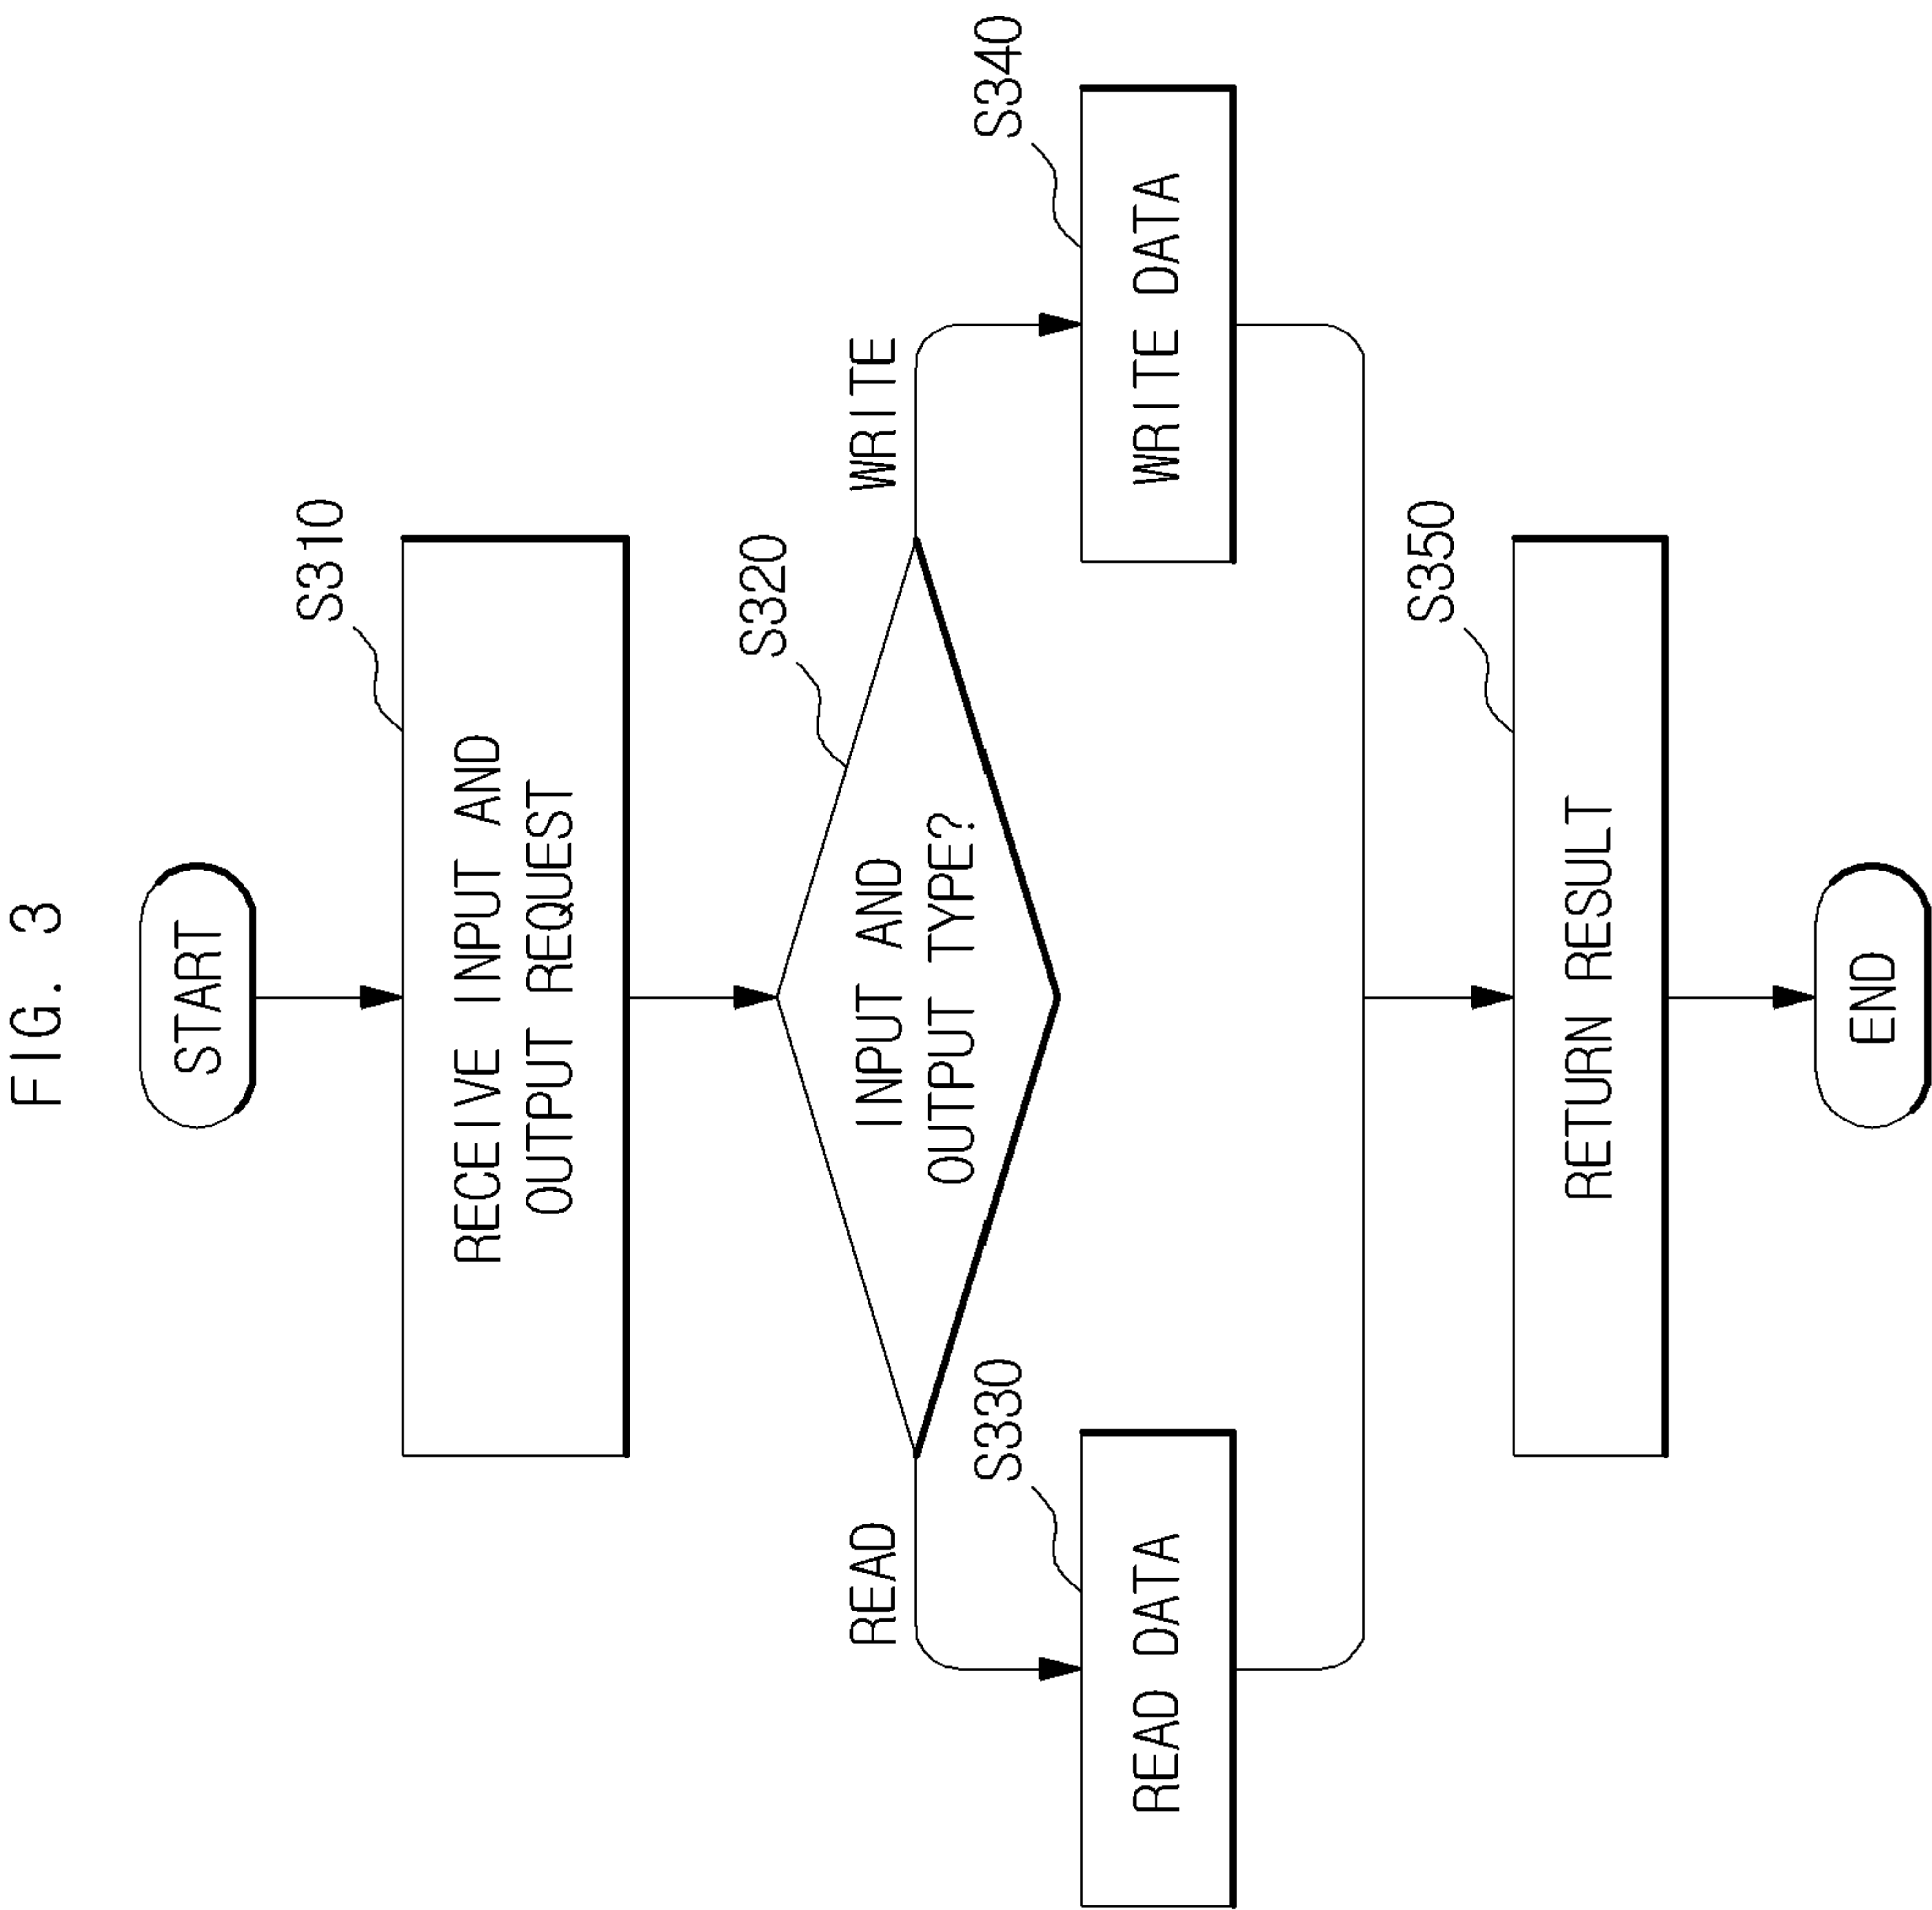 FIG. 3
START
S310
RECEIVE INPUT AND
OUTPUT REQUEST
S320
INPUT AND
OUTPUT TYPE?
READ
WRITE
S330
READ DATA
S340
WRITE DATA
S350
RETURN RESULT
END